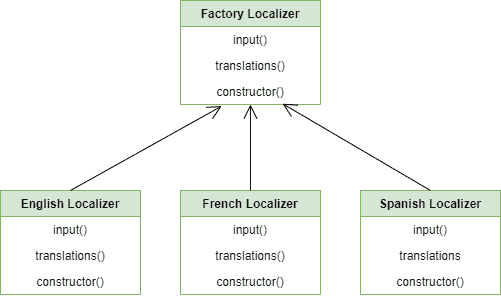 Factory Localizer
input()
translations()
constructor()
English Localizer
input()
translations()
constructor()
French Localizer
input()
translations()
constructor()
Spanish Localizer
input()
translations
constructor()